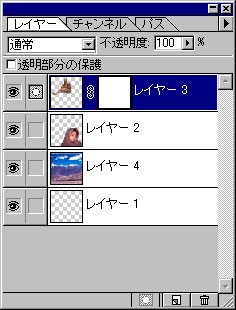 レイヤー チャンネル パス
通常 不透明度: 100 %
透明部分の保護
レイヤー 3
レイヤー 2
レイヤー 4
レイヤー 1